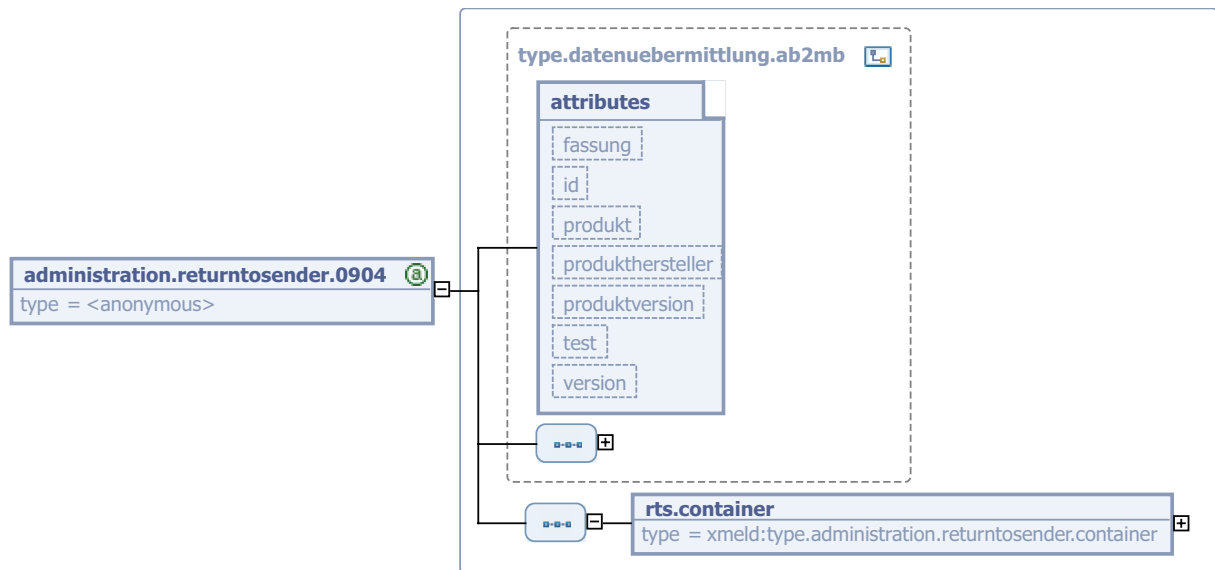 type.datenuebermittlung.ab2mb
attributes
fassung
id
produkt
produkthersteller
produktversion
test
version
administration.returntosender.0904
a
type = <anonymous>
rts.container
type = xmeld:type.administration.returntosender.container